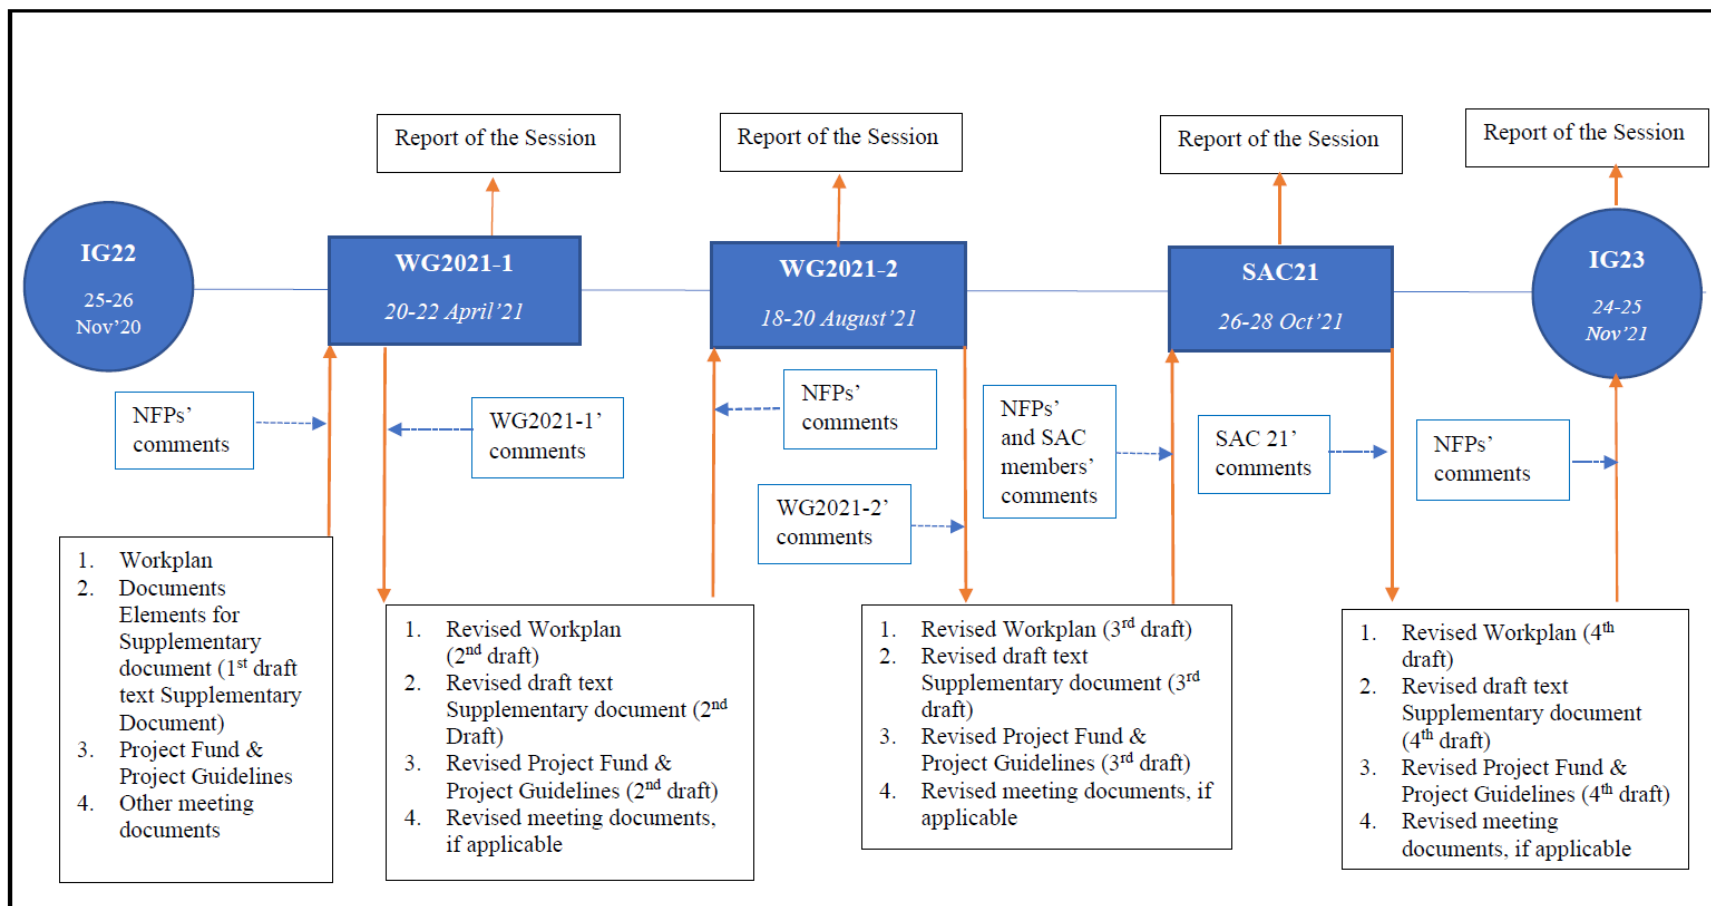 Report of the Session
Report of the Session
Report of the Session
Report of the Session
IG22
25-26
Nov’20
WG2021-1
20-22 April’21
WG2021-2
18-20 August’21
SAC21
26-28 Oct’21
IG23
24-25
Nov’21
NFPs’
comments
WG2021-1’
comments
NFPs’
comments
WG2021-2’
comments
NFPs’
and SAC
members’
comments
SAC 21’
comments
NFPs’
comments
1. Workplan
2. Documents
Elements for
Supplementary
document (1st draft
text Supplementary
Document)
3. Project Fund &
Project Guidelines
4. Other meeting
documents
1. Revised Workplan
(2nd draft)
2. Revised draft text
Supplementary document (2nd
Draft)
3. Revised Project Fund &
Project Guidelines (2nd draft)
4. Revised meeting documents,
if applicable
1. Revised Workplan (3rd draft)
2. Revised draft text
Supplementary document (3rd
draft)
3. Revised Project Fund &
Project Guidelines (3rd draft)
4. Revised meeting documents, if
applicable
1. Revised Workplan (4th
draft)
2. Revised draft text
Supplementary document
(4th draft)
3. Revised Project Fund &
Project Guidelines (4th draft)
4. Revised meeting
documents, if applicable